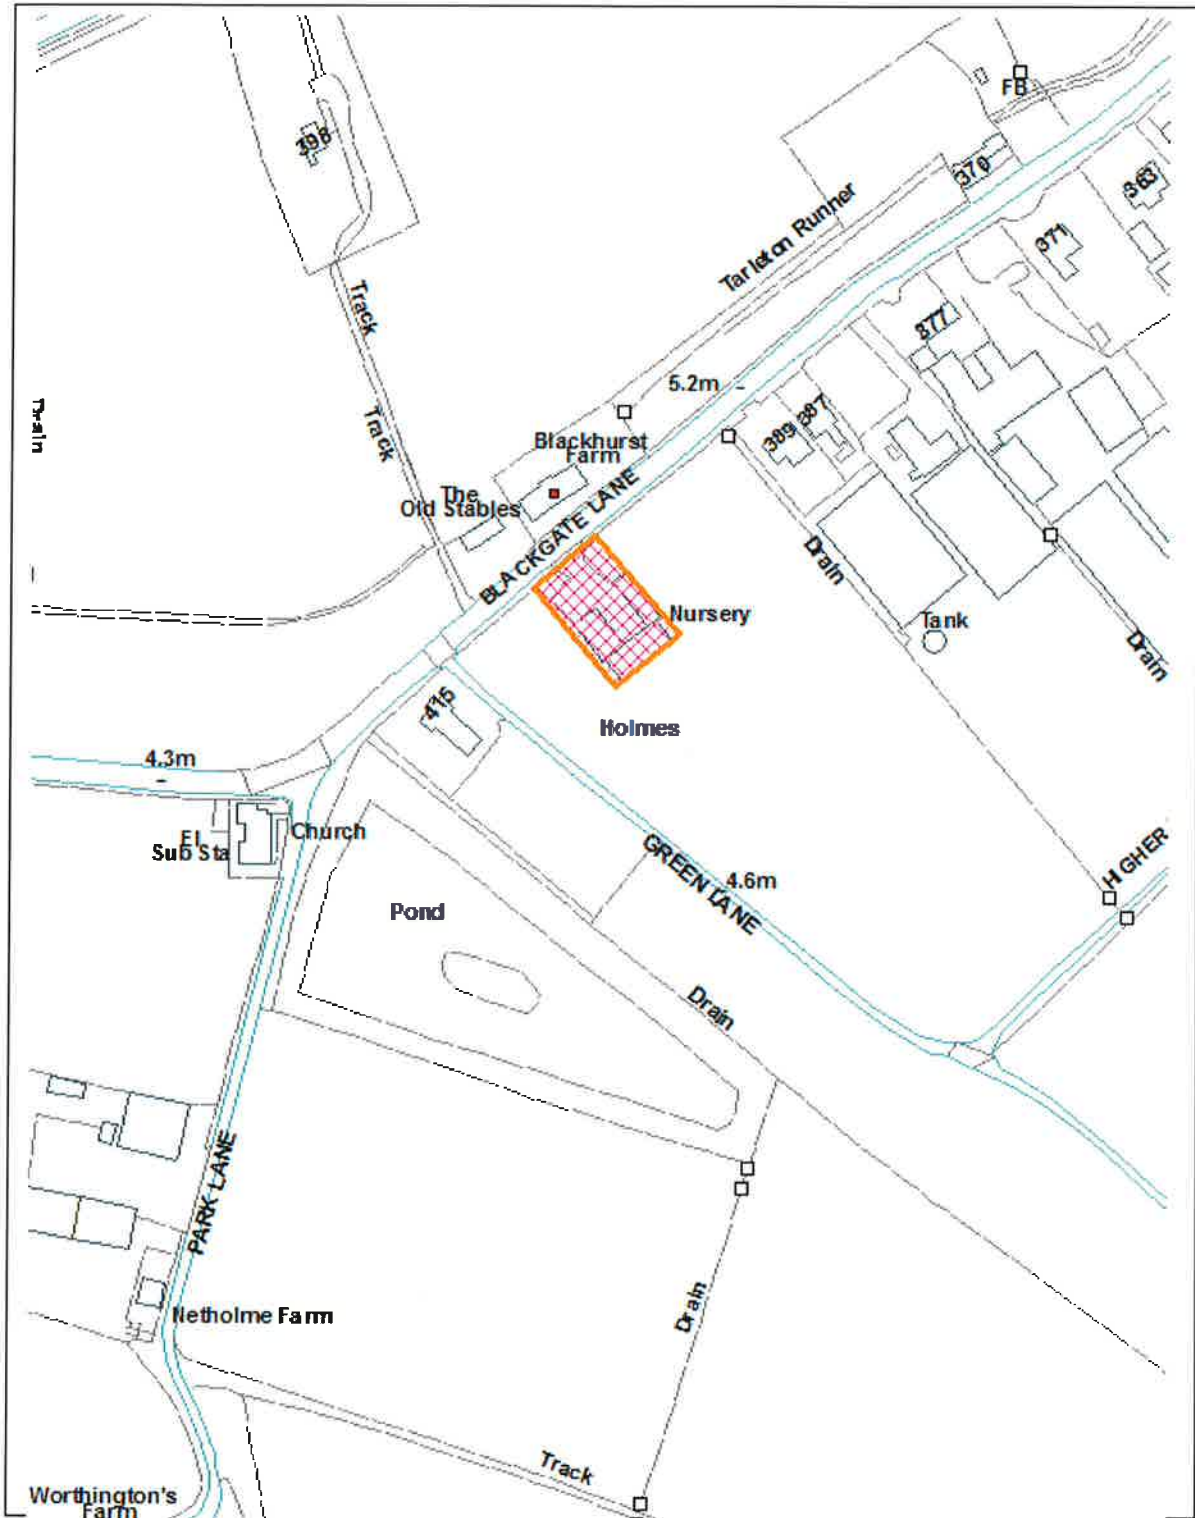 FB
398
370
363
Tarleton Runner
371
Track
377
5.2m
Drain
Track
387
389
Blackhurst
Farm
The
Old Stables
BLACKGATE LANE
Drain
Nursery
Tank
Drain
415
Holmes
4.3m
Church
El
Sub Sta
GREEN LANE
4.6m
HIGHER
Pond
Drain
PARK LANE
Drain
Netholme Farm
Track
Worthington's
Farm